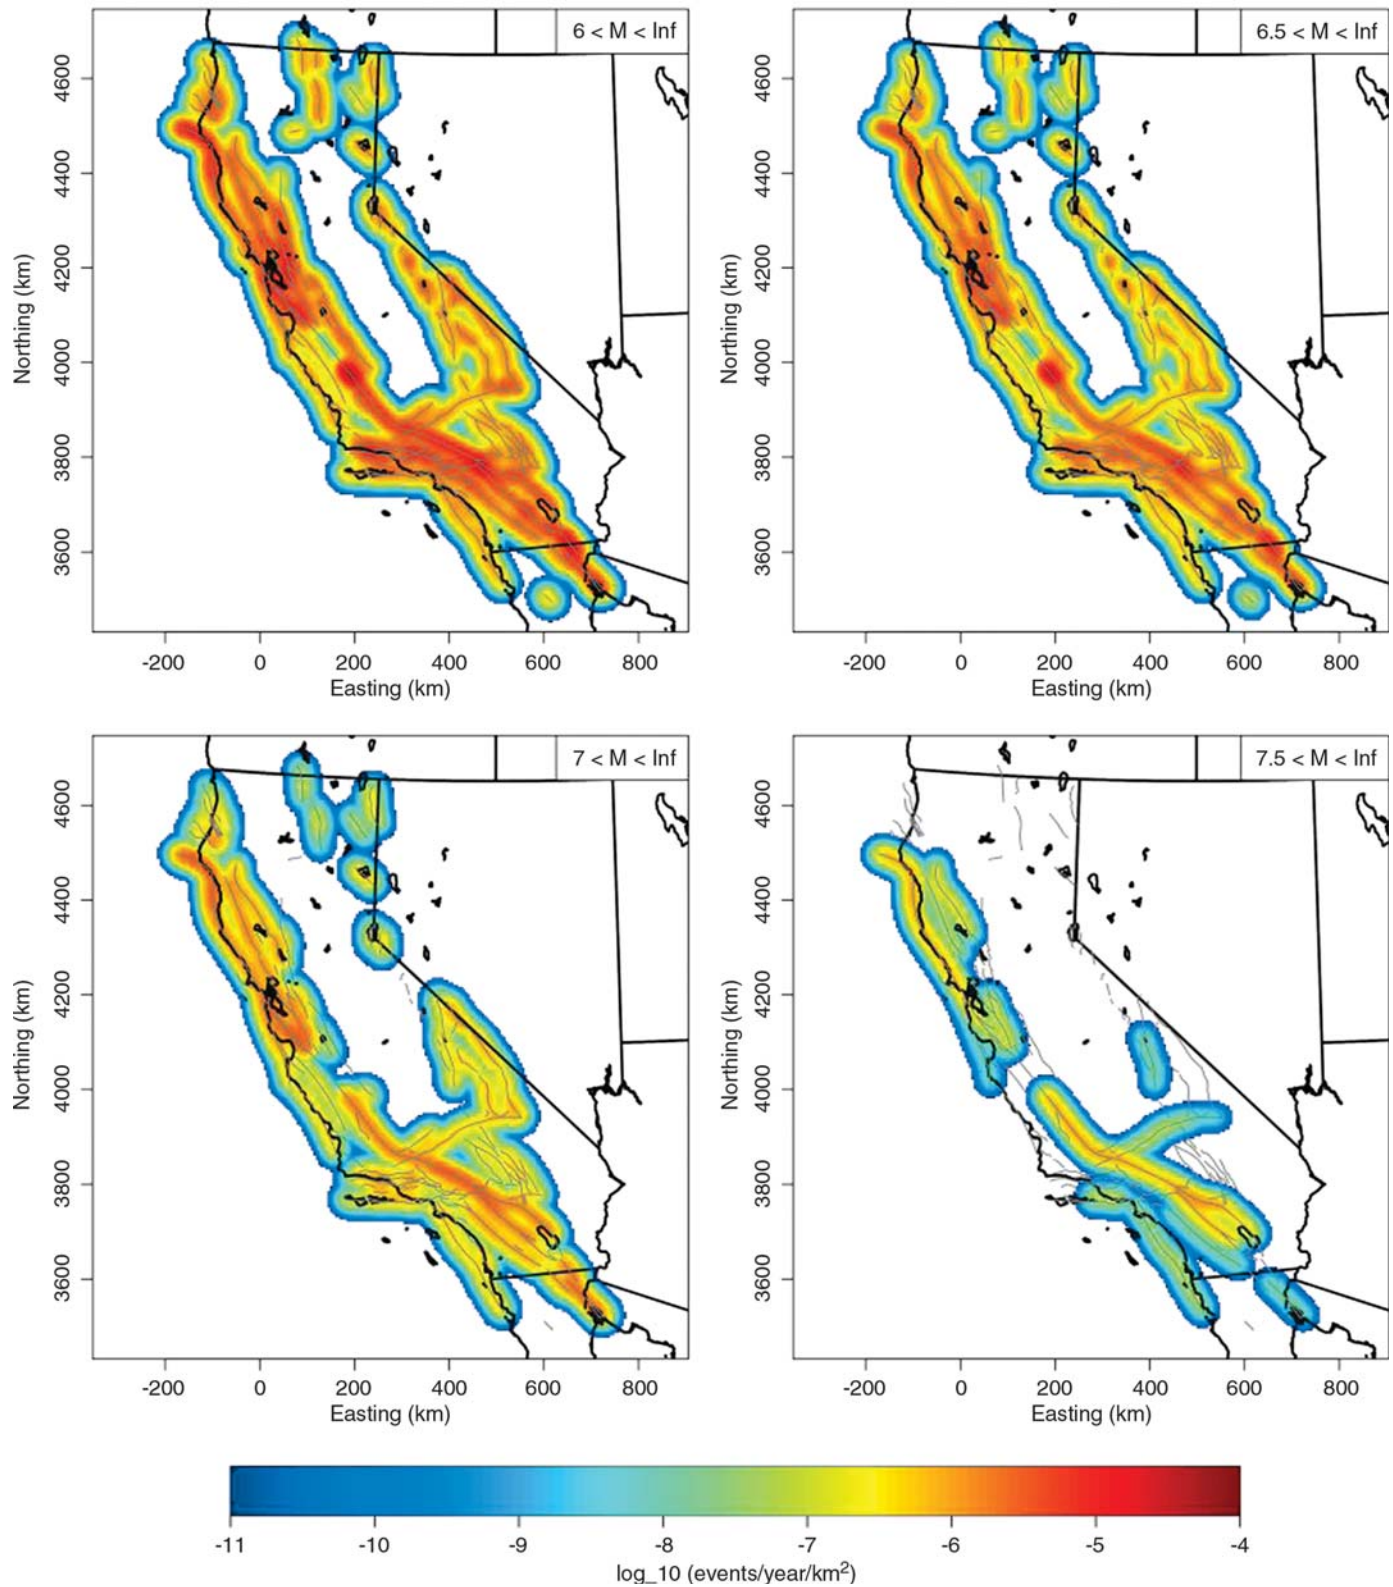 6 < M < Inf
6.5 < M < Inf
Northing (km)
4600
4400
4200
4000
3800
3600
-200 0 200 400 600 800
Easting (km)
Northing (km)
4600
4400
4200
4000
3800
3600
-200 0 200 400 600 800
Easting (km)
7 < M < Inf
7.5 < M < Inf
Northing (km)
4600
4400
4200
4000
3800
3600
-200 0 200 400 600 800
Easting (km)
Northing (km)
4600
4400
4200
4000
3800
3600
-200 0 200 400 600 800
Easting (km)
-11 -10 -9 -8 -7 -6 -5 -4
log_10 (events/year/km²)